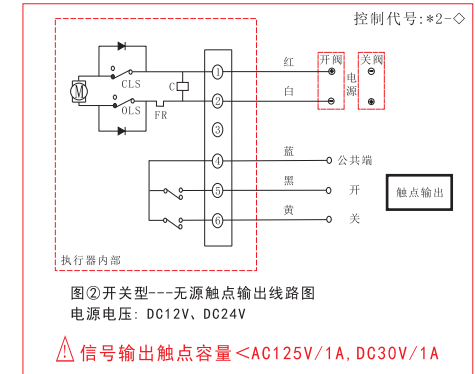 控制代号:*2-◇
红
开阀
关阀
CLS
1
⊕
⊖
电源
M
C
白
OLS
2
⊖
⊕
FR
3
蓝
4
公共端
黑
5
开
触点输出
黄
6
关
执行器内部
图②开关型---无源触点输出线路图
电源电压: DC12V、DC24V
信号输出触点容量<AC125V/1A,DC30V/1A